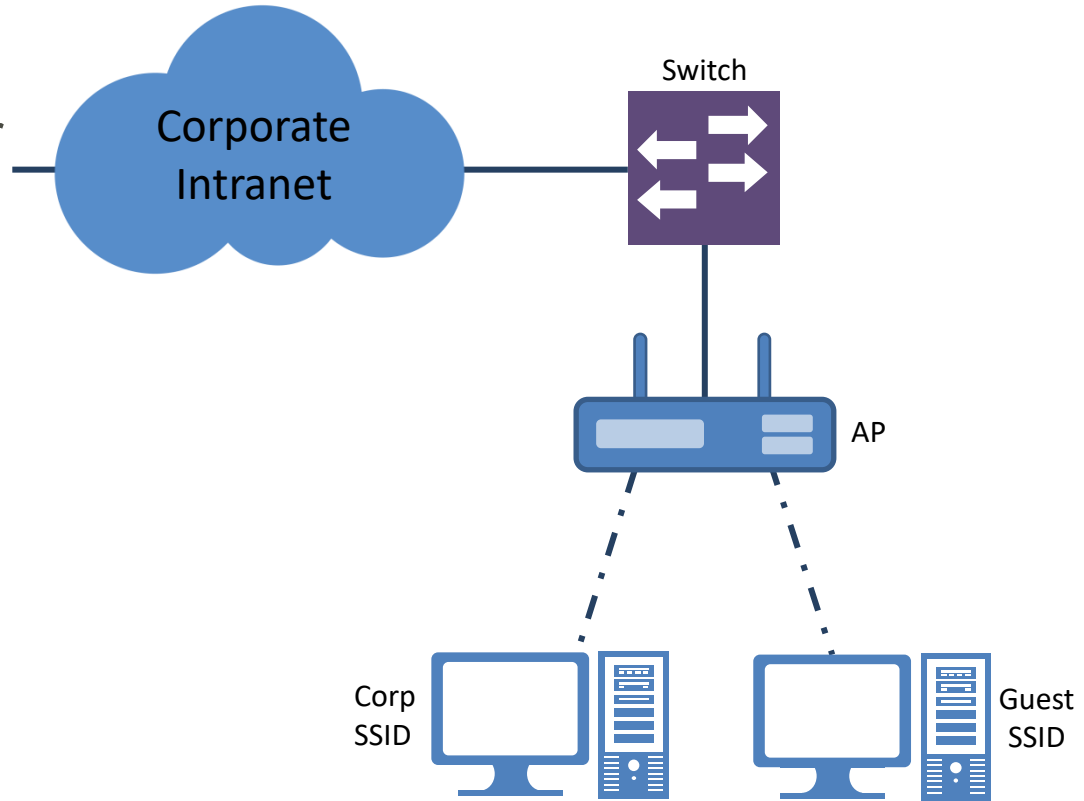 Switch
Corporate
Intranet
AP
Corp
SSID
Guest
SSID